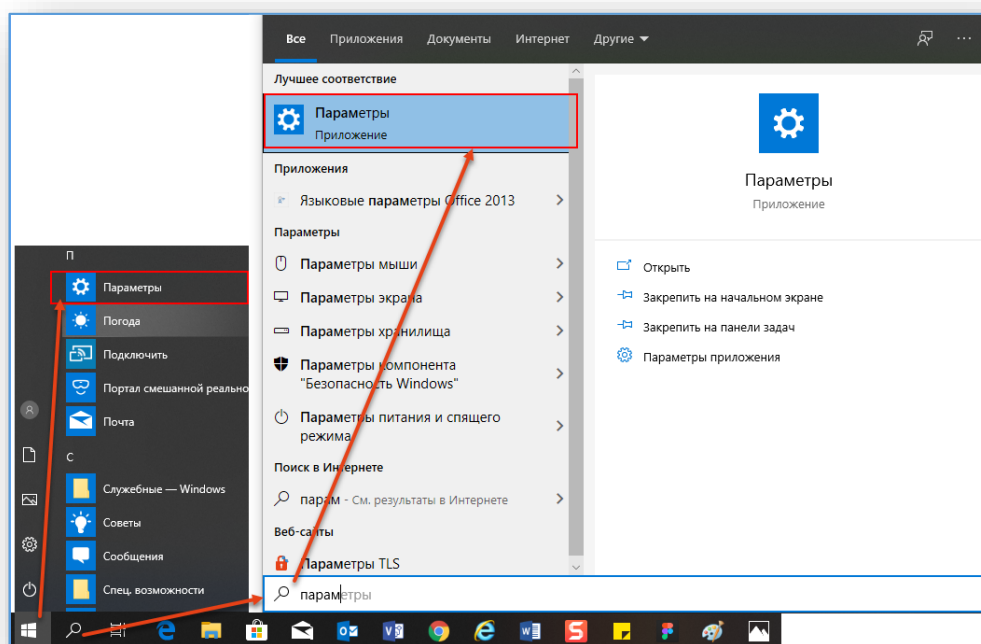 Все Приложения Документы Интернет Другие
Лучшее соответствие
Параметры
Приложение
Приложения
Языковые параметры Office 2013
Параметры
Параметры мыши
Параметры экрана
Параметры хранилища
Параметры компонента
"Безопасность Windows"
Параметры питания и спящего
режима
Поиск в Интернете
парам - См. результаты в Интернете
Веб-сайты
Параметры TLS
параметры
Параметры
Приложение
Открыть
Закрепить на начальном экране
Закрепить на панели задач
Параметры приложения
П
Параметры
Погода
Подключить
Портал смешанной реально
Почта
С
Служебные — Windows
Советы
Сообщения
Спец. возможности